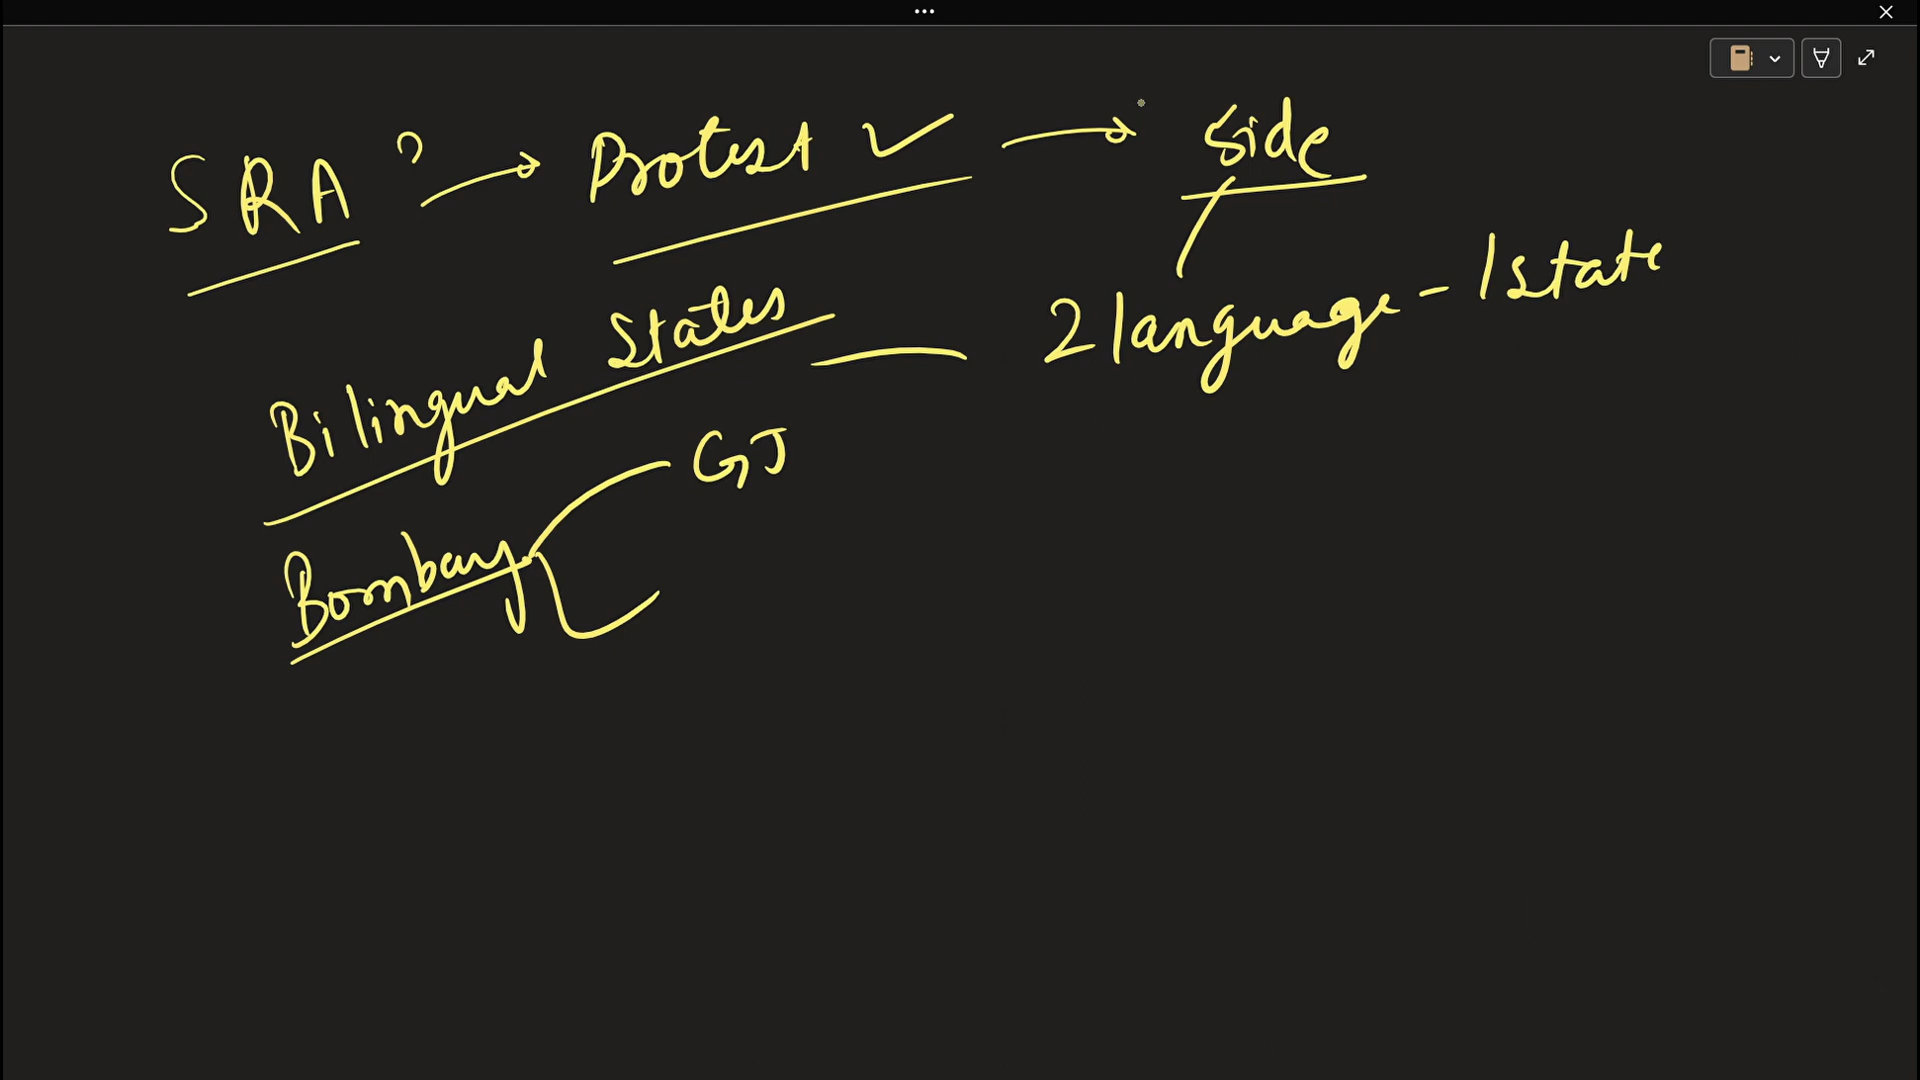 SRA? → Protest ✓ → side
2 language - 1 state
Bilingual States —
GJ
Bombay